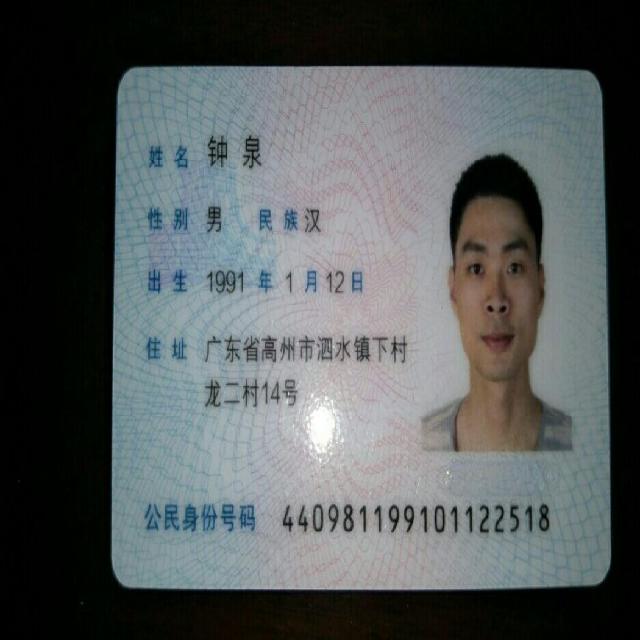 姓名 钟泉
性别 男 民族 汉
出生 1991 年 1 月 12 日
住址 广东省高州市泗水镇下村
龙二村14号
公民身份号码 440981199101122518